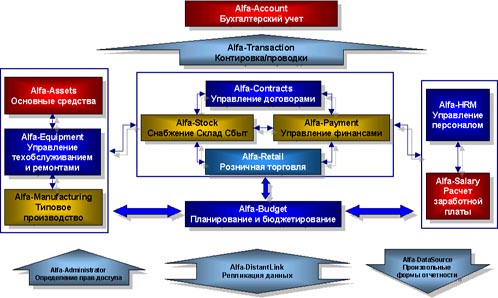 Alfa-Account
Бухгалтерский учет
Alfa-Transaction
Контировка/проводки
Alfa-Assets
Основные средства
Alfa-Equipment
Управление
техобслуживанием
и ремонтами
Alfa-Manufacturing
Типовое
производство
Alfa-Contracts
Управление договорами
Alfa-Stock
Снабжение Склад Сбыт
Alfa-Payment
Управление финансами
Alfa-Retail
Розничная торговля
Alfa-HRM
Управление
персоналом
Alfa-Salary
Расчет
заработной
платы
Alfa-Budget
Планирование и бюджетирование
Alfa-Administrator
Определение прав доступа
Alfa-DistantLink
Репликация данных
Alfa-DataSource
Произвольные
формы отчетности